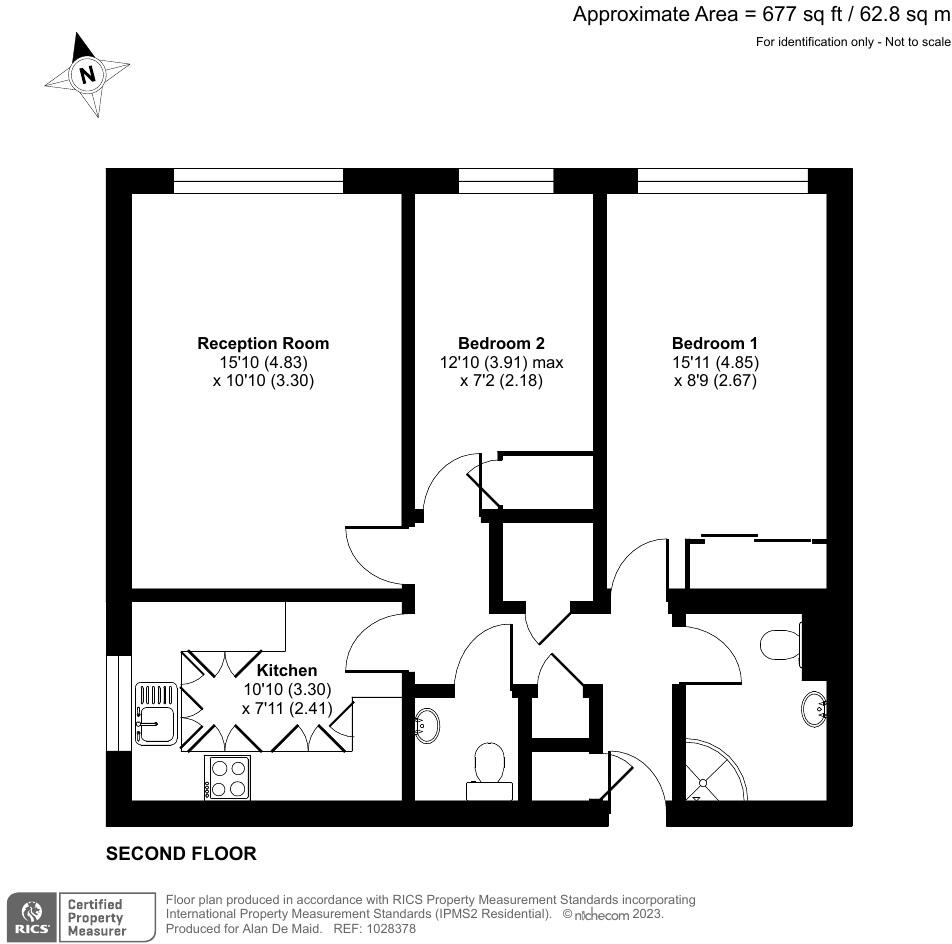 Approximate Area = 677 sq ft / 62.8 sq m
For identification only - Not to scale
N
Reception Room
15'10 (4.83)
x 10'10 (3.30)
Bedroom 2
12'10 (3.91) max
x 7'2 (2.18)
Bedroom 1
15'11 (4.85)
x 8'9 (2.67)
Kitchen
10'10 (3.30)
x 7'11 (2.41)
SECOND FLOOR
RICS
Certified
Property
Measurer
Floor plan produced in accordance with RICS Property Measurement Standards incorporating
International Property Measurement Standards (IPMS2 Residential). © nichecom 2023.
Produced for Alan De Maid. REF: 1028378